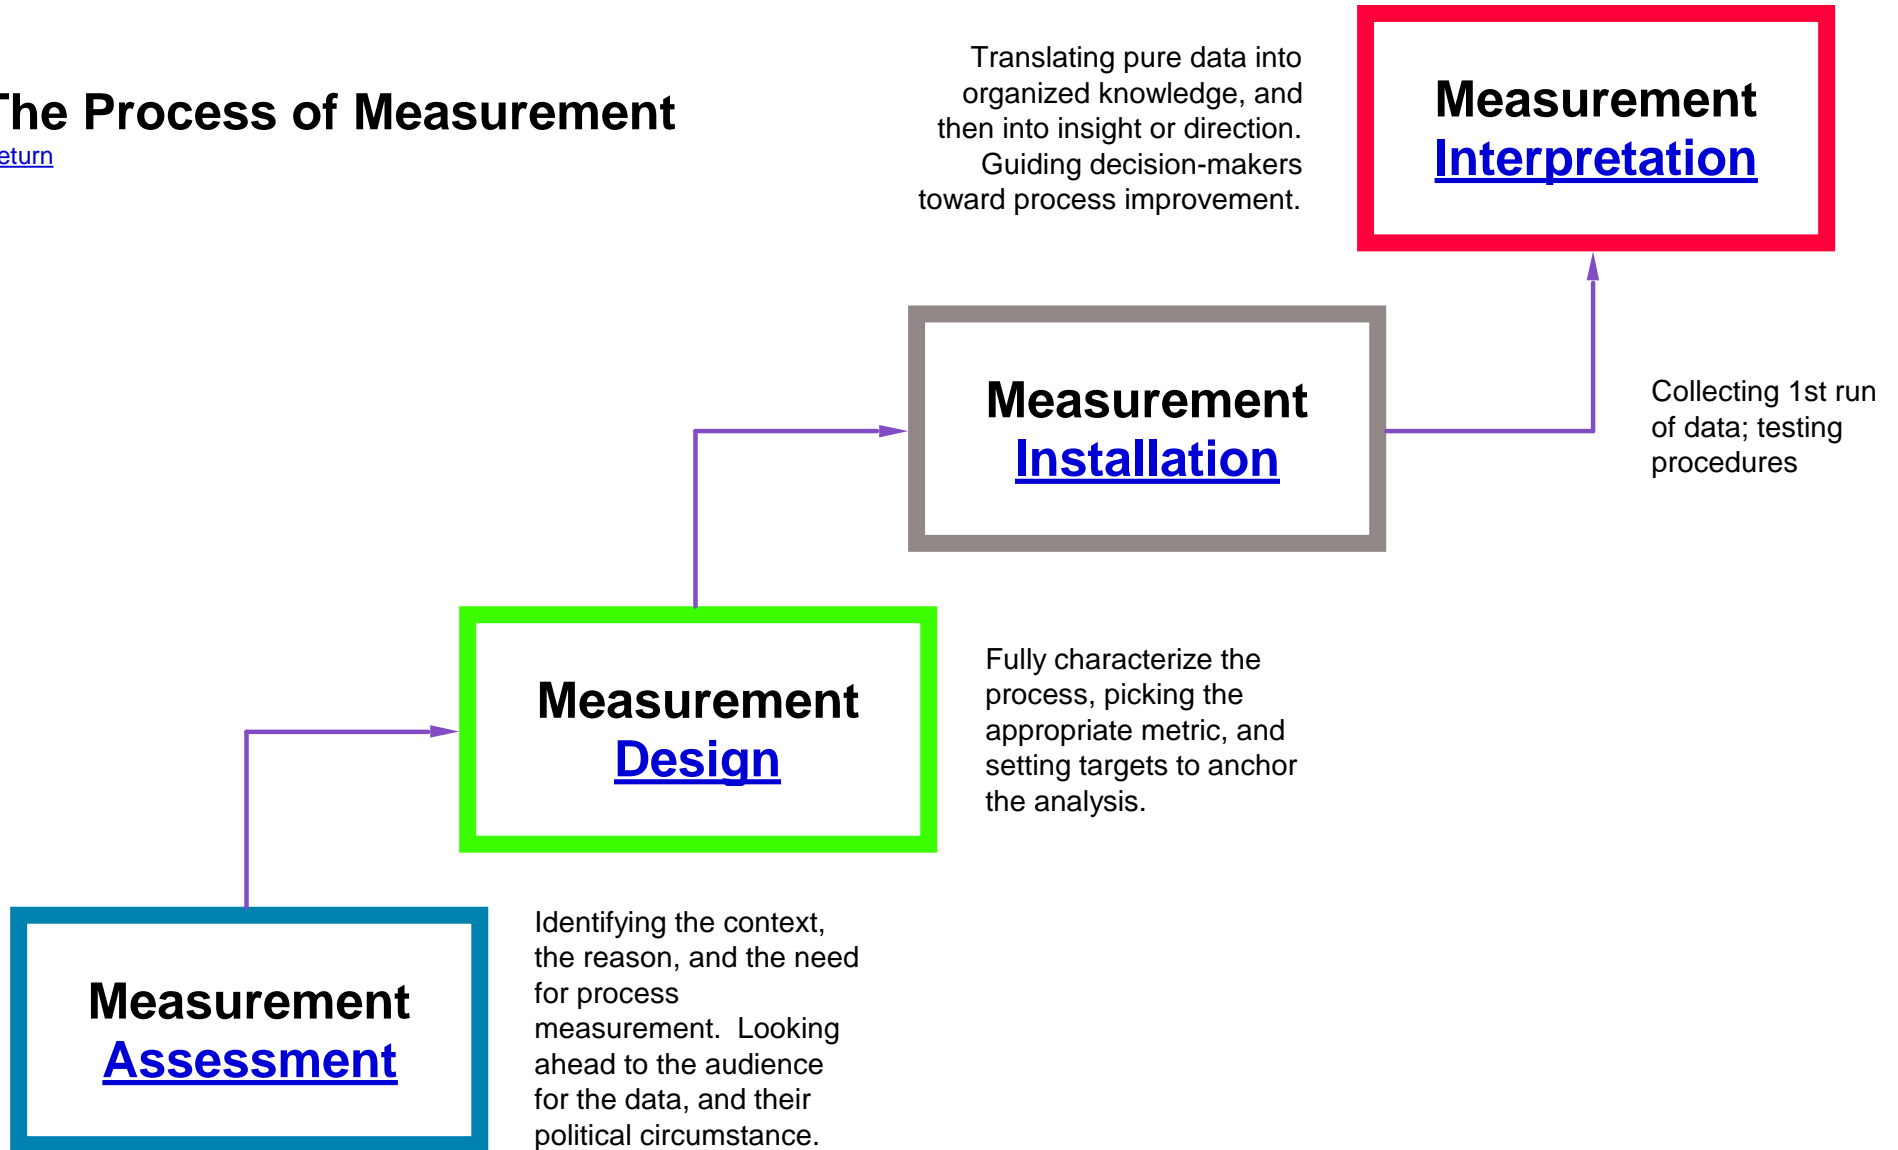 The Process of Measurement
eturn
Translating pure data into
organized knowledge, and
then into insight or direction.
Guiding decision-makers
toward process improvement.
Measurement
Interpretation
Measurement
Installation
Collecting 1st run
of data; testing
procedures
Measurement
Design
Fully characterize the
process, picking the
appropriate metric, and
setting targets to anchor
the analysis.
Measurement
Assessment
Identifying the context,
the reason, and the need
for process
measurement.  Looking
ahead to the audience
for the data, and their
political circumstance.